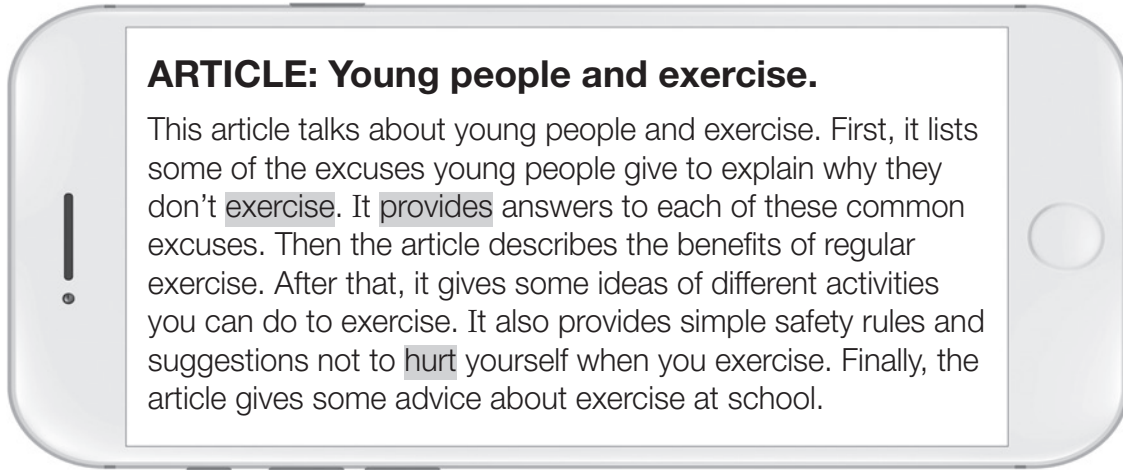 ARTICLE: Young people and exercise.
This article talks about young people and exercise. First, it lists
some of the excuses young people give to explain why they
don’t exercise. It provides answers to each of these common
excuses. Then the article describes the benefits of regular
exercise. After that, it gives some ideas of different activities
you can do to exercise. It also provides simple safety rules and
suggestions not to hurt yourself when you exercise. Finally, the
article gives some advice about exercise at school.